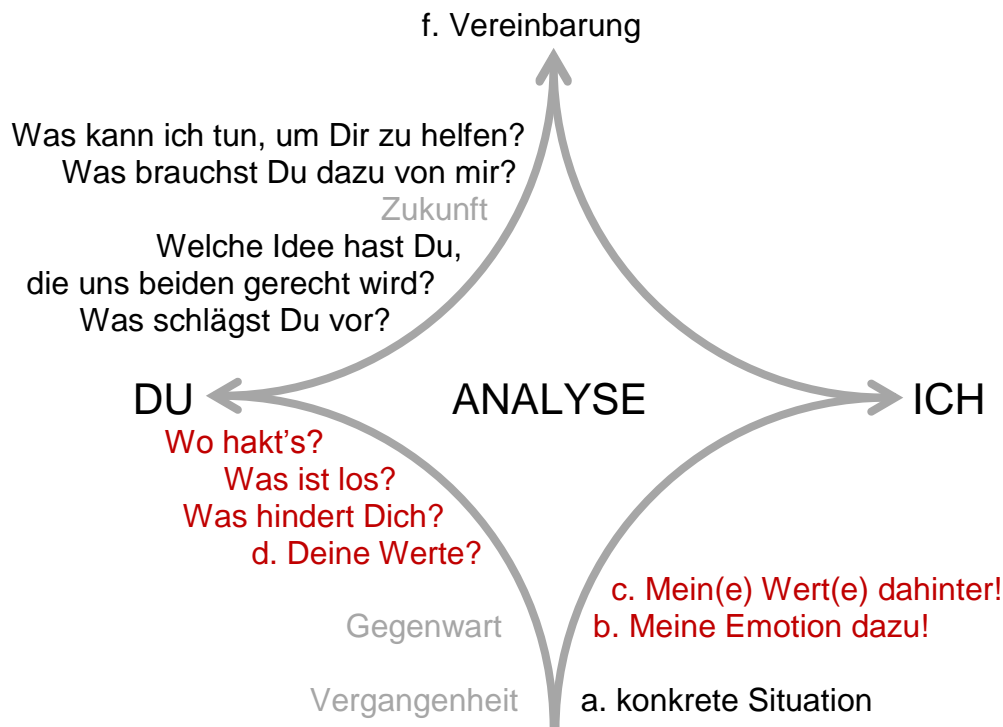 f. Vereinbarung
Was kann ich tun, um Dir zu helfen?
Was brauchst Du dazu von mir?
Zukunft
Welche Idee hast Du,
die uns beiden gerecht wird?
Was schlägst Du vor?
DU
ANALYSE
ICH
Wo hakt’s?
Was ist los?
Was hindert Dich?
d. Deine Werte?
c. Mein(e) Wert(e) dahinter!
Gegenwart
b. Meine Emotion dazu!
Vergangenheit
a. konkrete Situation